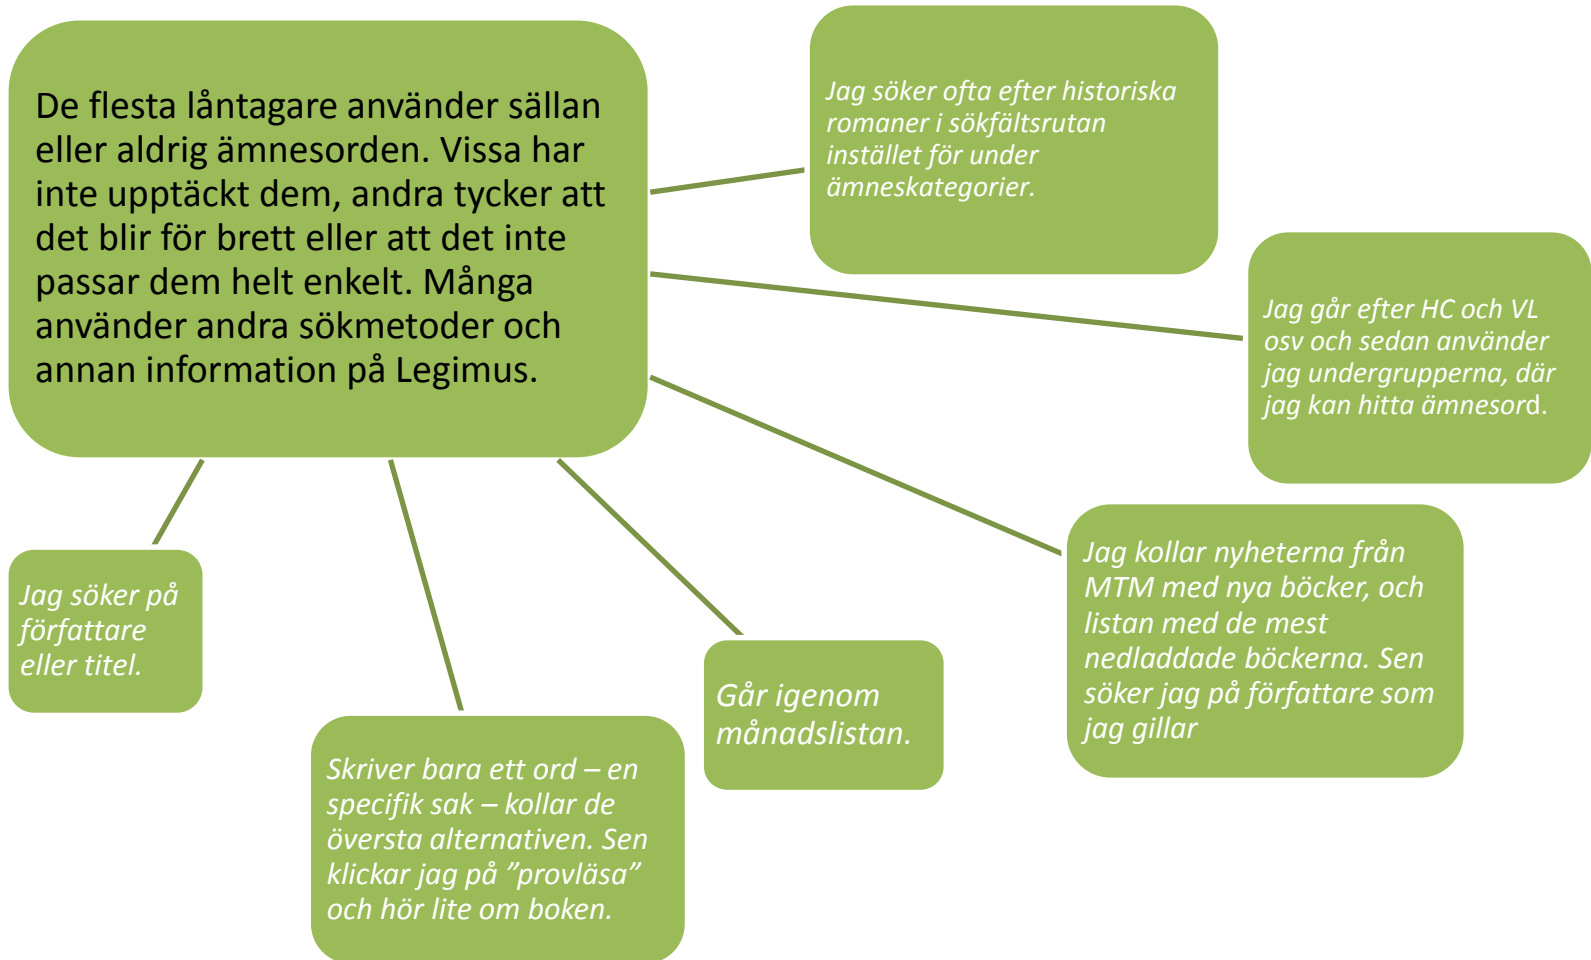 De flesta låntagare använder sällan
eller aldrig ämnesorden. Vissa har
inte upptäckt dem, andra tycker att
det blir för brett eller att det inte
passar dem helt enkelt. Många
använder andra sökmetoder och
annan information på Legimus.
Jag söker ofta efter historiska
romaner i sökfältsrutan
instället för under
ämneskategorier.
Jag går efter HC och VL
osv och sedan använder
jag undergrupperna, där
jag kan hitta ämnesord.
Jag kollar nyheterna från
MTM med nya böcker, och
listan med de mest
nedladdade böckerna. Sen
söker jag på författare som
jag gillar
Går igenom
månadslistan.
Skriver bara ett ord – en
specifik sak – kollar de
översta alternativen. Sen
klickar jag på ”provläsa”
och hör lite om boken.
Jag söker på
författare
eller titel.